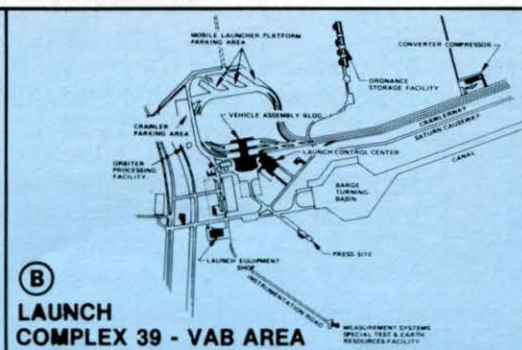 MOBILE LAUNCHER PLATFORM
PARKING AREA
CONVERTER COMPRESSOR
ORDNANCE
STORAGE FACILITY
VEHICLE ASSEMBLY BLDG.
CRAWLER
PARKING AREA
CRAWLERWAY
SATURN CAUSEWAY
LAUNCH CONTROL CENTER
CANAL
ORBITER
PROCESSING
FACILITY
BARGE
TURNING
BASIN
PRESS SITE
LAUNCH EQUIPMENT
SHOP
INSTRUMENTATION ROAD
MEASUREMENT SYSTEMS
SPECIAL TEST & EARTH
RESOURCES FACILITY
B
LAUNCH
COMPLEX 39 - VAB AREA